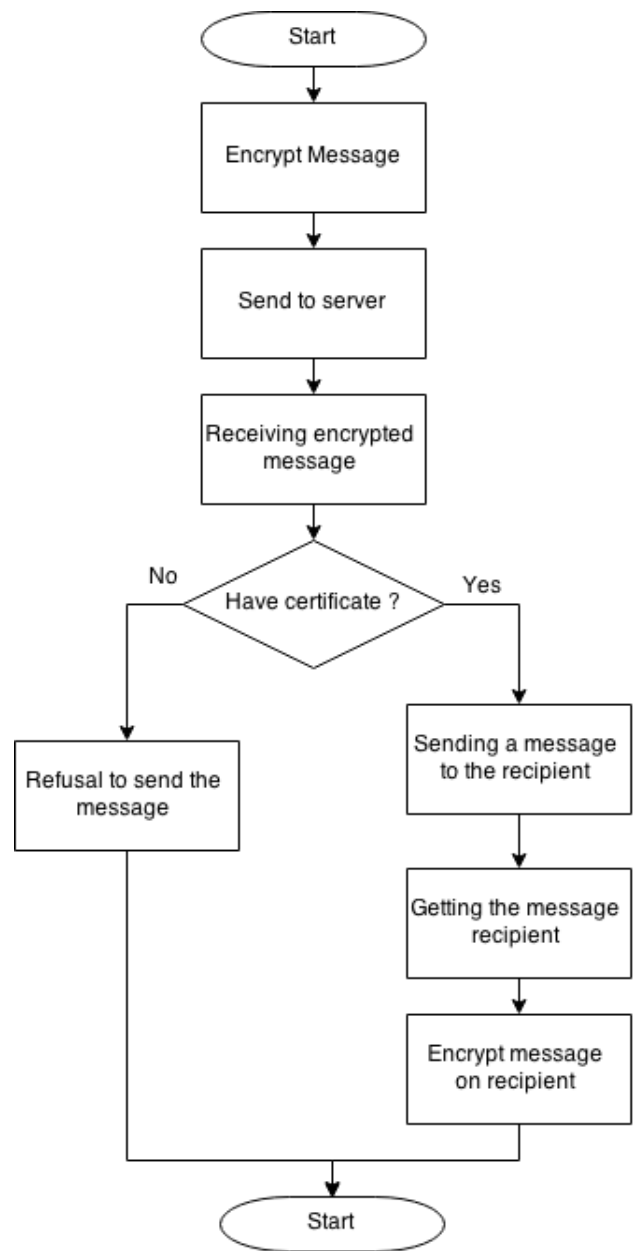 Start
Encrypt Message
Send to server
Receiving encrypted
message
Have certificate ?
No
Yes
Refusal to send the
message
Sending a message
to the recipient
Getting the message
recipient
Encrypt message
on recipient
Start